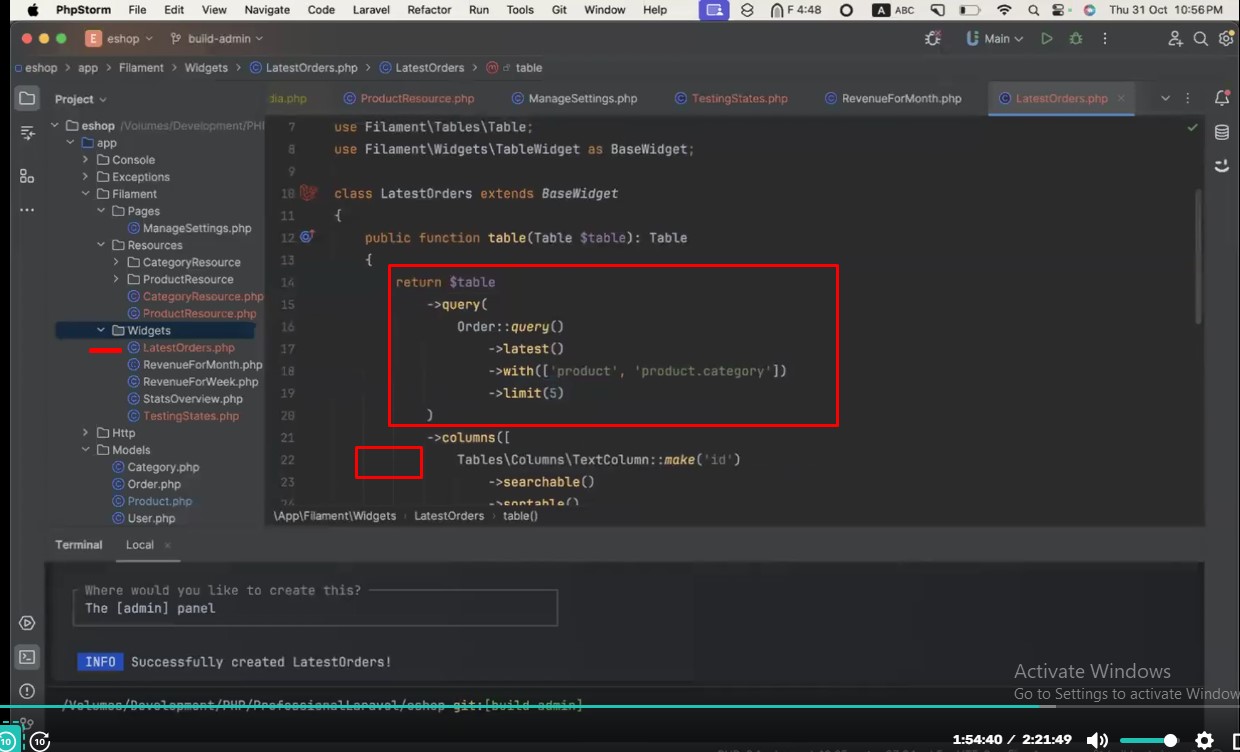 PhpStorm File Edit View Navigate Code Laravel Refactor Run Tools Git Window Help F 4:48 A ABC Thu 31 Oct 10:56 PM
E eshop build-admin Main
eshop > app > Filament > Widgets > LatestOrders.php > LatestOrders > table
Project
dia.php ProductResource.php ManageSettings.php TestingStates.php RevenueForMonth.php LatestOrders.php
eshop /Volumes/Development/PHI
app
Console
Exceptions
Filament
Pages
ManageSettings.php
Resources
CategoryResource
ProductResource
CategoryResource.php
ProductResource.php
Widgets
LatestOrders.php
RevenueForMonth.php
RevenueForWeek.php
StatsOverview.php
TestingStates.php
Http
Models
Category.php
Order.php
Product.php
User.php
7 use Filament\Tables\Table;
8 use Filament\Widgets\TableWidget as BaseWidget;
9
10 class LatestOrders extends BaseWidget
11 {
12 public function table(Table $table): Table
13 {
14 return $table
15 ->query(
16 Order::query()
17 ->latest()
18 ->with(['product', 'product.category'])
19 ->limit(5)
20 )
21 ->columns([
22 Tables\Columns\TextColumn::make('id')
23 ->searchable()
24 ->sortable()
\App\Filament\Widgets > LatestOrders > table()
Terminal Local
Where would you like to create this?
The [admin] panel
INFO Successfully created LatestOrders!
/Volumes/Development/PHP/ProfessionalLaravel/eshop git:[build-admin]
Activate Windows
Go to Settings to activate Window
10 10 1:54:40 / 2:21:49